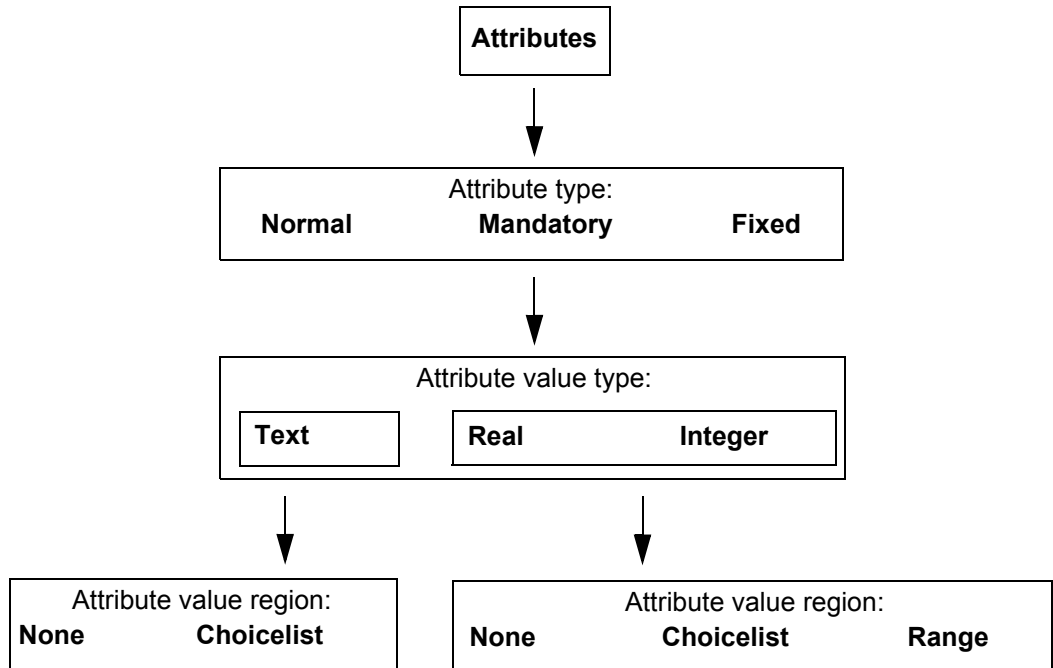 Attributes
Attribute type:
Normal Mandatory Fixed
Attribute value type:
Text Real Integer
Attribute value region:
None Choicelist
Attribute value region:
None Choicelist Range